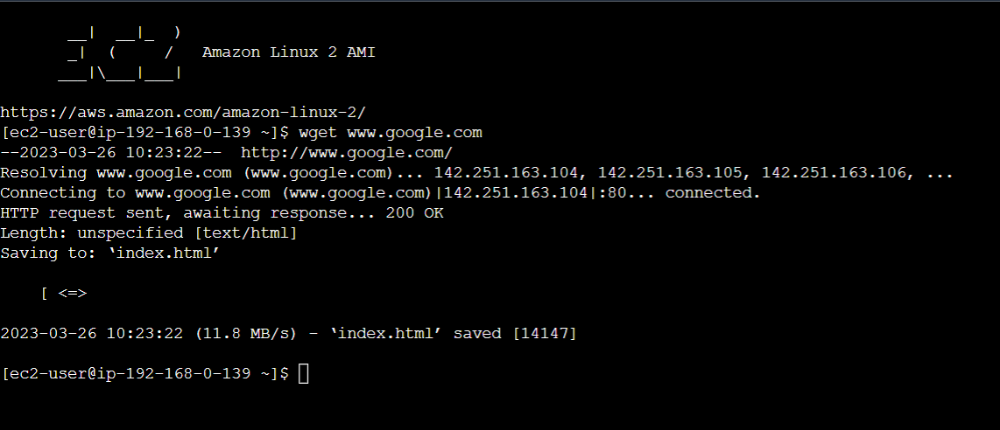 __|  __|_  )
_|  (     /   Amazon Linux 2 AMI
___|\___|___|
https://aws.amazon.com/amazon-linux-2/
[ec2-user@ip-192-168-0-139 ~]$ wget www.google.com
--2023-03-26 10:23:22--  http://www.google.com/
Resolving www.google.com (www.google.com)... 142.251.163.104, 142.251.163.105, 142.251.163.106, ...
Connecting to www.google.com (www.google.com)|142.251.163.104|:80... connected.
HTTP request sent, awaiting response... 200 OK
Length: unspecified [text/html]
Saving to: ‘index.html’
[ <=>
2023-03-26 10:23:22 (11.8 MB/s) - ‘index.html’ saved [14147]
[ec2-user@ip-192-168-0-139 ~]$